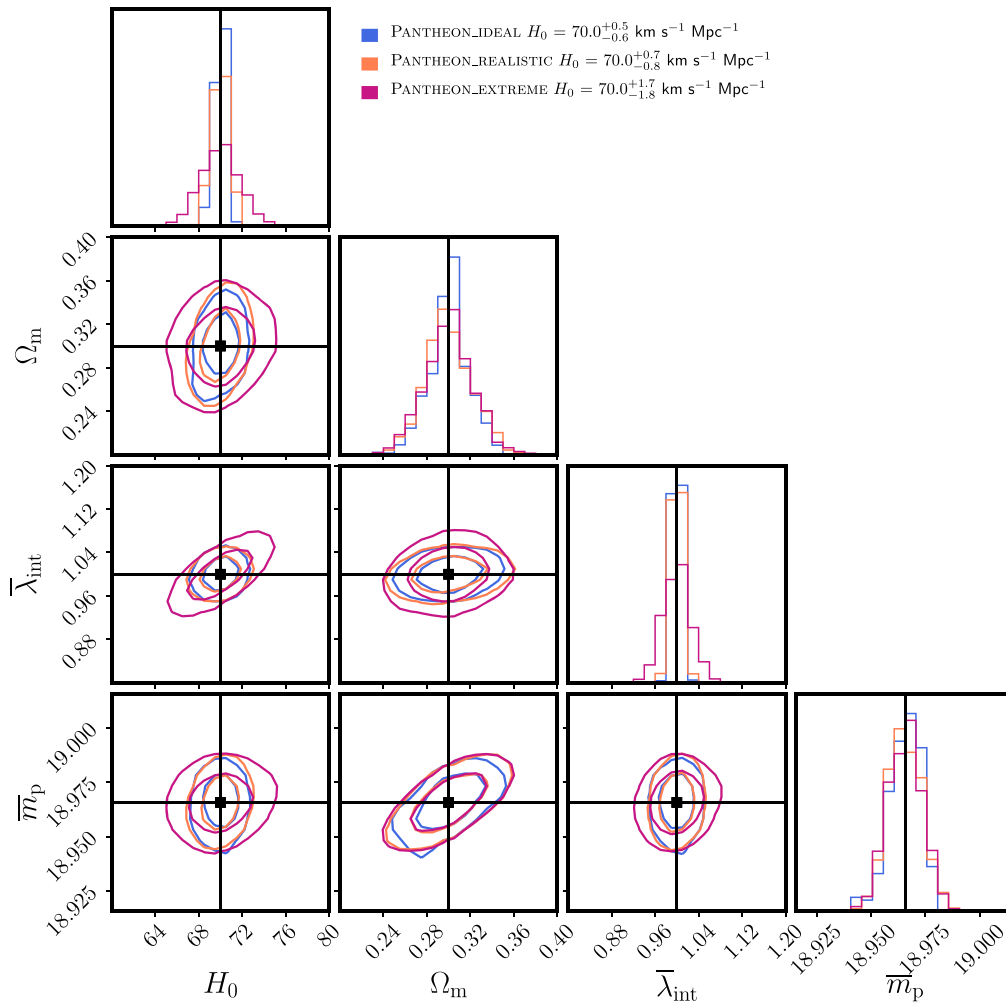 PANTHEON_IDEAL H₀ = 70.0⁺⁰·⁵₋₀.₆ km s⁻¹ Mpc⁻¹
PANTHEON_REALISTIC H₀ = 70.0⁺⁰·⁷₋₀.₈ km s⁻¹ Mpc⁻¹
PANTHEON_EXTREME H₀ = 70.0⁺¹·⁷₋₁.₈ km s⁻¹ Mpc⁻¹
0.40
0.36
0.32
0.28
0.24
Ωm
1.20
1.12
1.04
0.96
0.88
λ̅int
19.000
18.975
18.950
18.925
m̅p
64 68 72 76 80
0.24 0.28 0.32 0.36 0.40
0.88 0.96 1.04 1.12 1.20
18.925 18.950 18.975 19.000
H₀ Ωm λ̅int m̅p